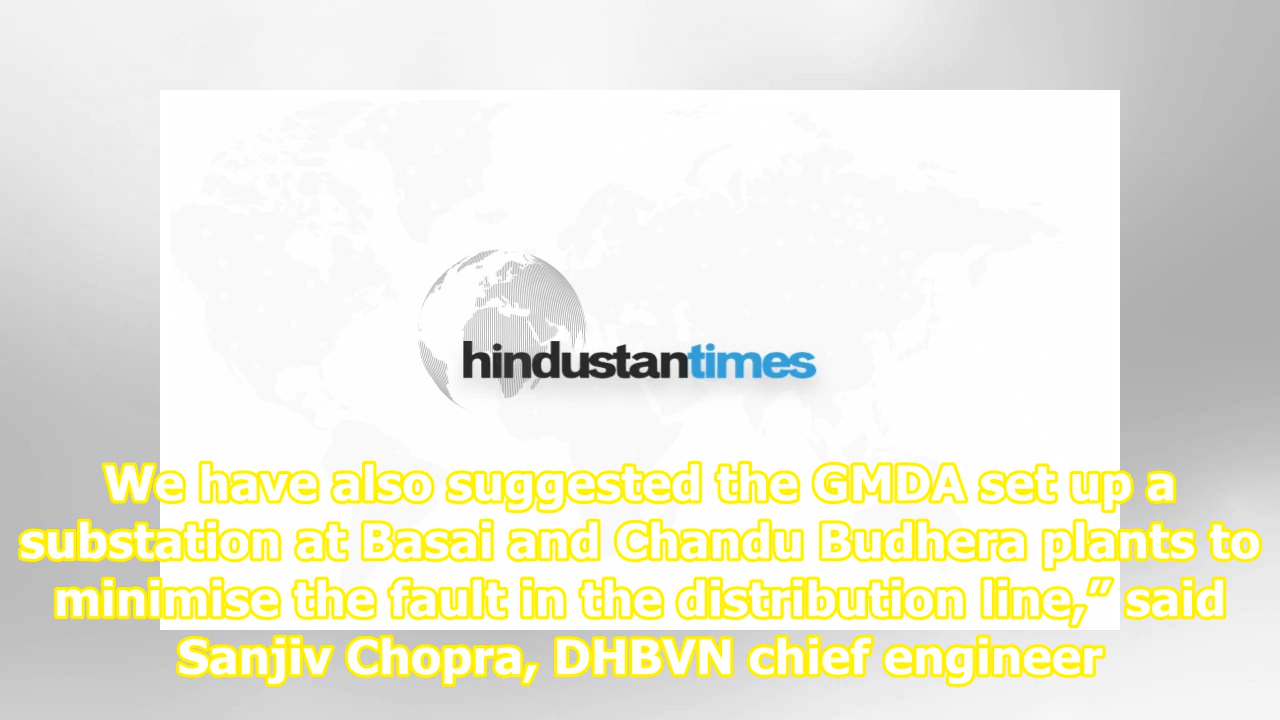 hindustantimes
We have also suggested the GMDA set up a
substation at Basai and Chandu Budhera plants to
minimise the fault in the distribution line,” said
Sanjiv Chopra, DHBVN chief engineer